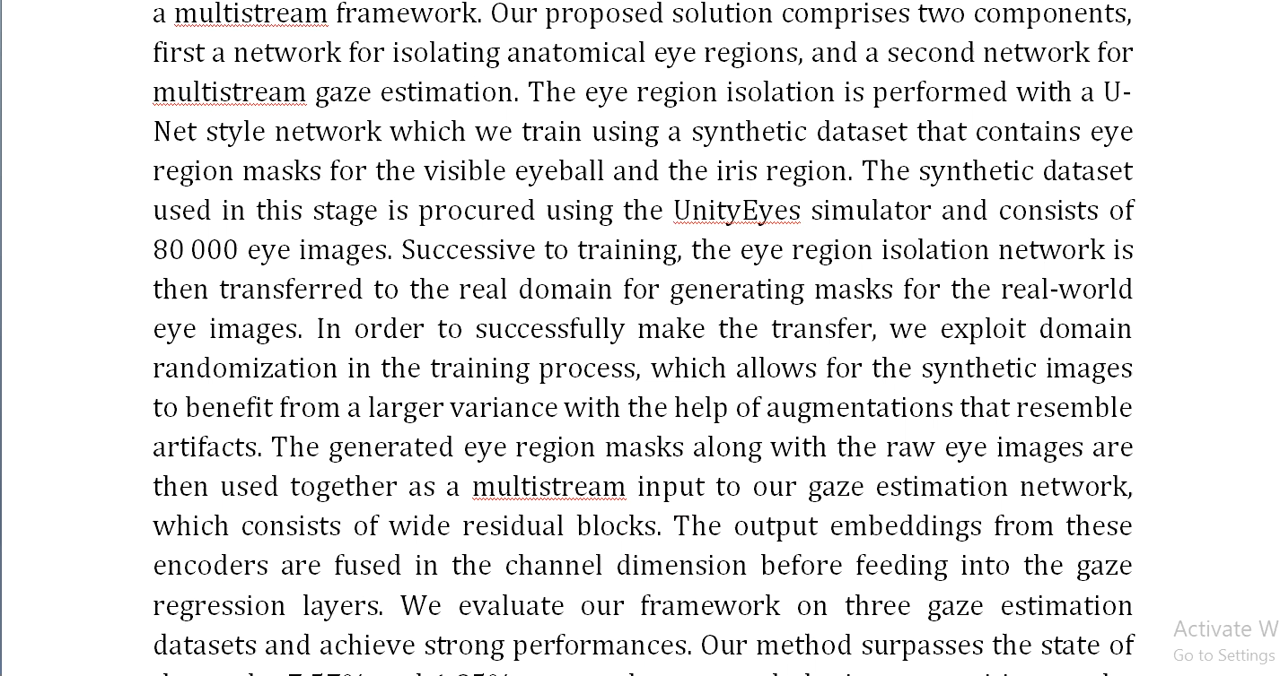 a multistream framework. Our proposed solution comprises two components,
first a network for isolating anatomical eye regions, and a second network for
multistream gaze estimation. The eye region isolation is performed with a U-
Net style network which we train using a synthetic dataset that contains eye
region masks for the visible eyeball and the iris region. The synthetic dataset
used in this stage is procured using the UnityEyes simulator and consists of
80 000 eye images. Successive to training, the eye region isolation network is
then transferred to the real domain for generating masks for the real-world
eye images. In order to successfully make the transfer, we exploit domain
randomization in the training process, which allows for the synthetic images
to benefit from a larger variance with the help of augmentations that resemble
artifacts. The generated eye region masks along with the raw eye images are
then used together as a multistream input to our gaze estimation network,
which consists of wide residual blocks. The output embeddings from these
encoders are fused in the channel dimension before feeding into the gaze
regression layers. We evaluate our framework on three gaze estimation
datasets and achieve strong performances. Our method surpasses the state of
Activate W
Go to Settings